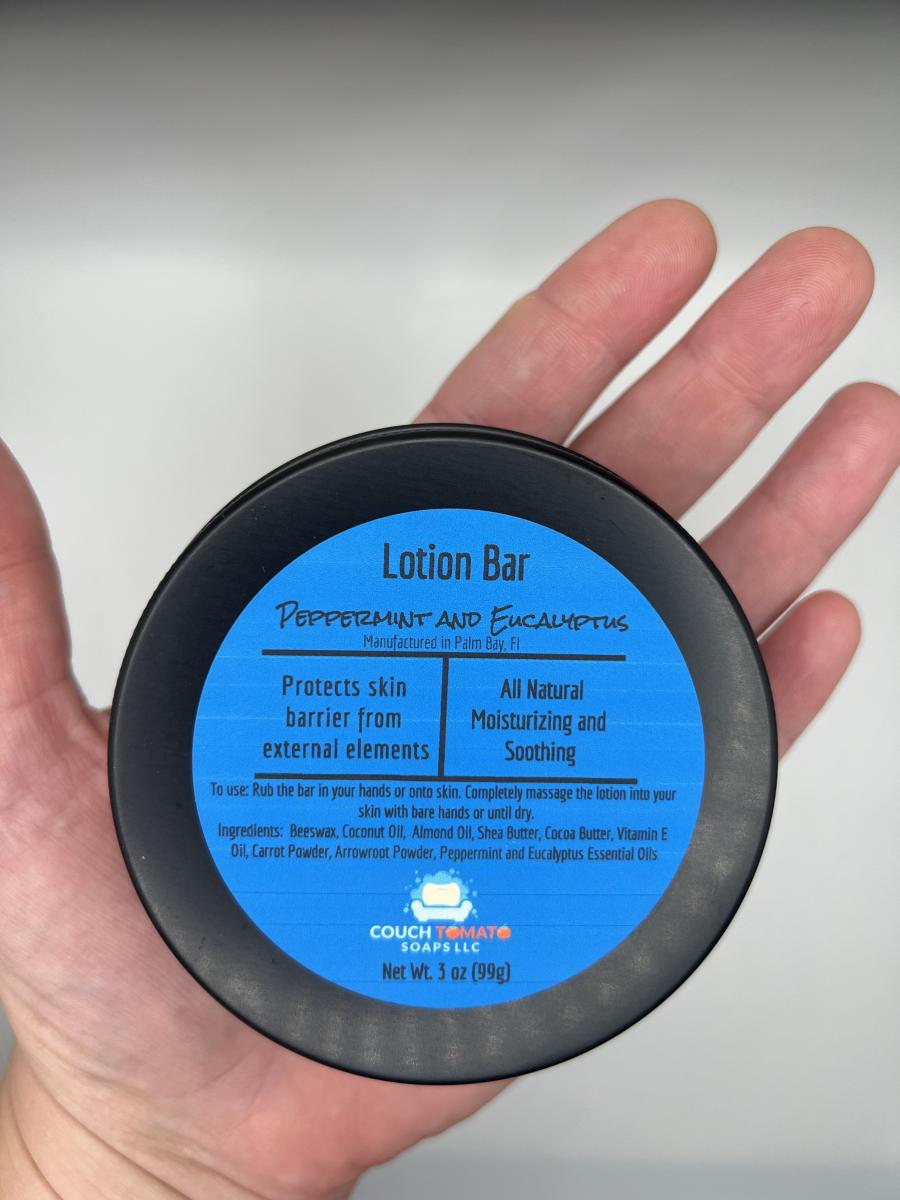 Lotion Bar
Peppermint and Eucalyptus
Manufactured in Palm Bay, Fl
Protects skin
barrier from
external elements
All Natural
Moisturizing and
Soothing
To use: Rub the bar in your hands or onto skin. Completely massage the lotion into your
skin with bare hands or until dry.
Ingredients: Beeswax, Coconut Oil, Almond Oil, Shea Butter, Cocoa Butter, Vitamin E
Oil, Carrot Powder, Arrowroot Powder, Peppermint and Eucalyptus Essential Oils
COUCH TOMATO
SOAPS LLC
Net Wt. 3 oz (99g)